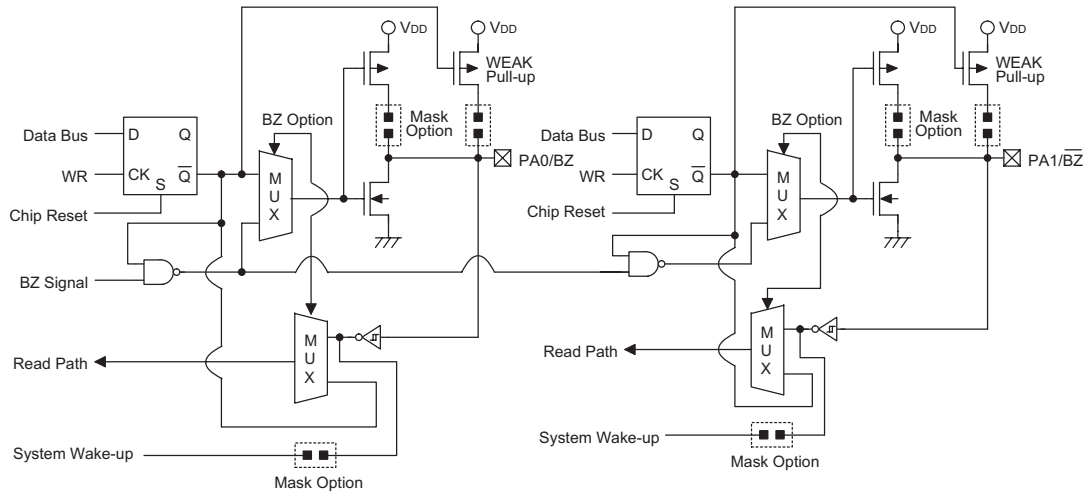 VDD
VDD
WEAK
Pull-up
BZ Option
Mask
Option
Data Bus
D
Q
WR
CK
S
Q̅
M
U
X
PA0/BZ
Chip Reset
BZ Signal
M
U
X
Read Path
System Wake-up
Mask Option
VDD
VDD
WEAK
Pull-up
BZ Option
Mask
Option
Data Bus
D
Q
WR
CK
S
Q̅
M
U
X
PA1/B̅Z̅
Chip Reset
M
U
X
Read Path
System Wake-up
Mask Option